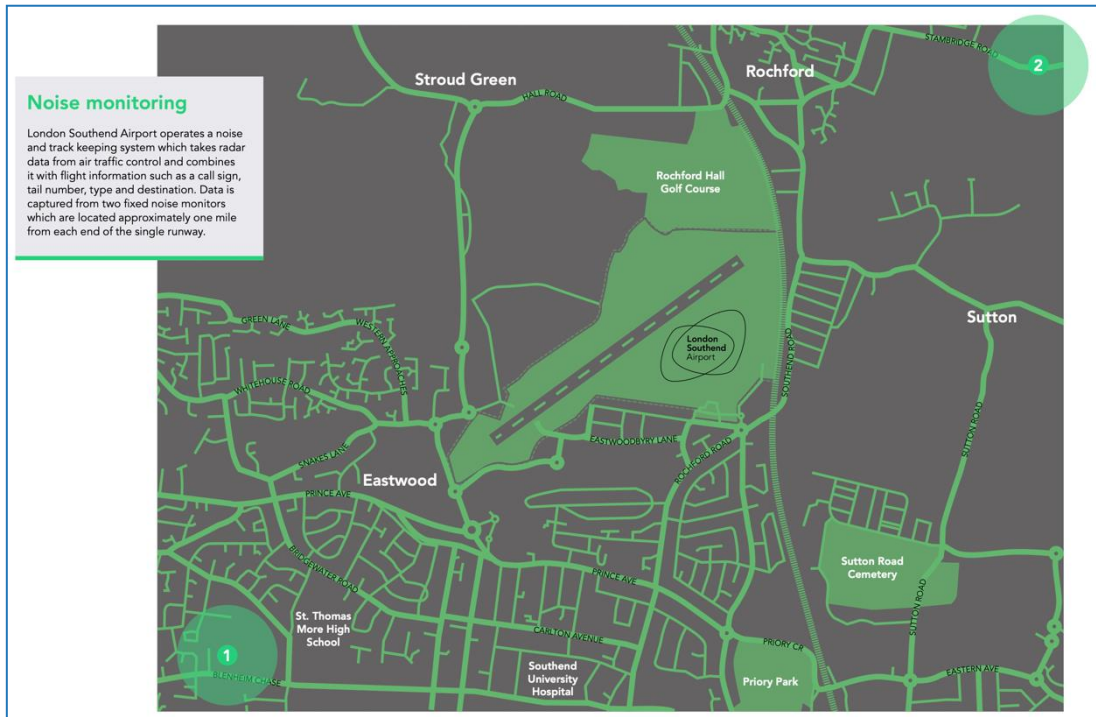 Noise monitoring
London Southend Airport operates a noise
and track keeping system which takes radar
data from air traffic control and combines
it with flight information such as a call sign,
tail number, type and destination. Data is
captured from two fixed noise monitors
which are located approximately one mile
from each end of the single runway.
Stroud Green
Rochford
STAMBRIDGE ROAD
2
HALL ROAD
Rochford Hall
Golf Course
Sutton
London
Southend
Airport
SOUTHEND ROAD
GREEN LANE
WESTERN APPROACHES
WHITEHOUSE ROAD
SUTTON ROAD
EASTWOODBYRY LANE
ROCHFORD ROAD
SNAKES LANE
Eastwood
PRINCE AVE
BRIDGEWATER ROAD
PRINCE AVE
Sutton Road
Cemetery
SUTTON ROAD
St. Thomas
More High
School
CARLTON AVENUE
PRIORY CR
1
BLENHEIM CHASE
Southend
University
Hospital
Priory Park
EASTERN AVE